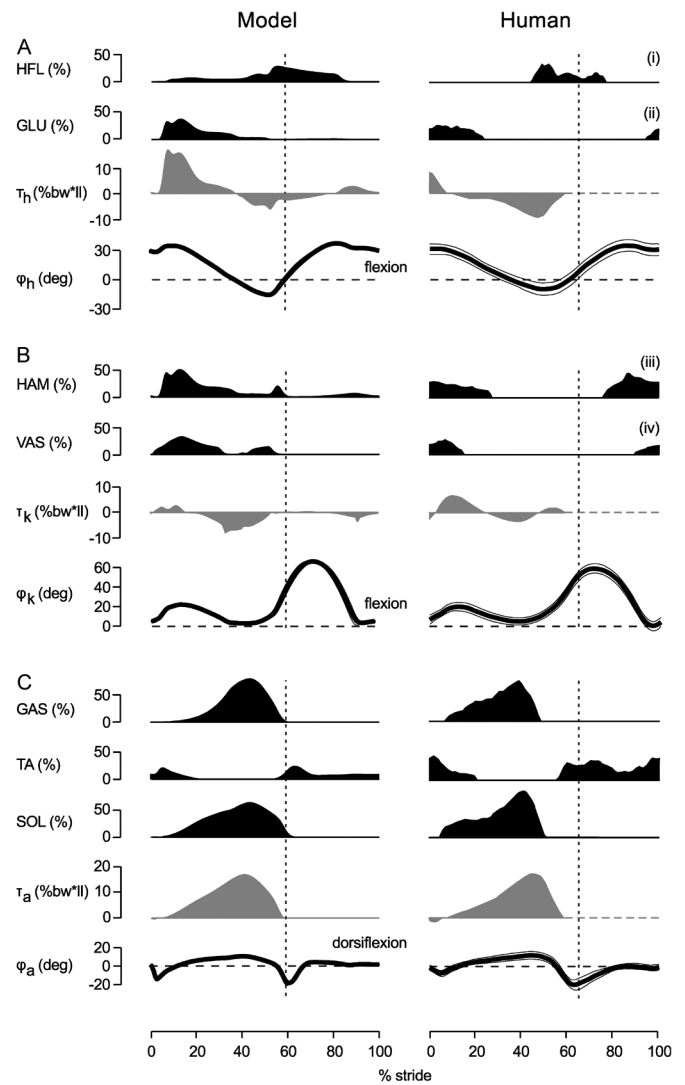 Model Human
A
HFL (%) 50 0 (i)
GLU (%) 50 0 (ii)
τh (%bw*ll) 10 0 -10
φh (deg) 30 0 -30 flexion
B
HAM (%) 50 0 (iii)
VAS (%) 50 0 (iv)
τk (%bw*ll) 10 0 -10
φk (deg) 60 40 20 0 flexion
C
GAS (%) 50 0
TA (%) 50 0
SOL (%) 50 0
τa (%bw*ll) 20 10 0
φa (deg) 20 0 -20 dorsiflexion
0 20 40 60 80 100 0 20 40 60 80 100
% stride